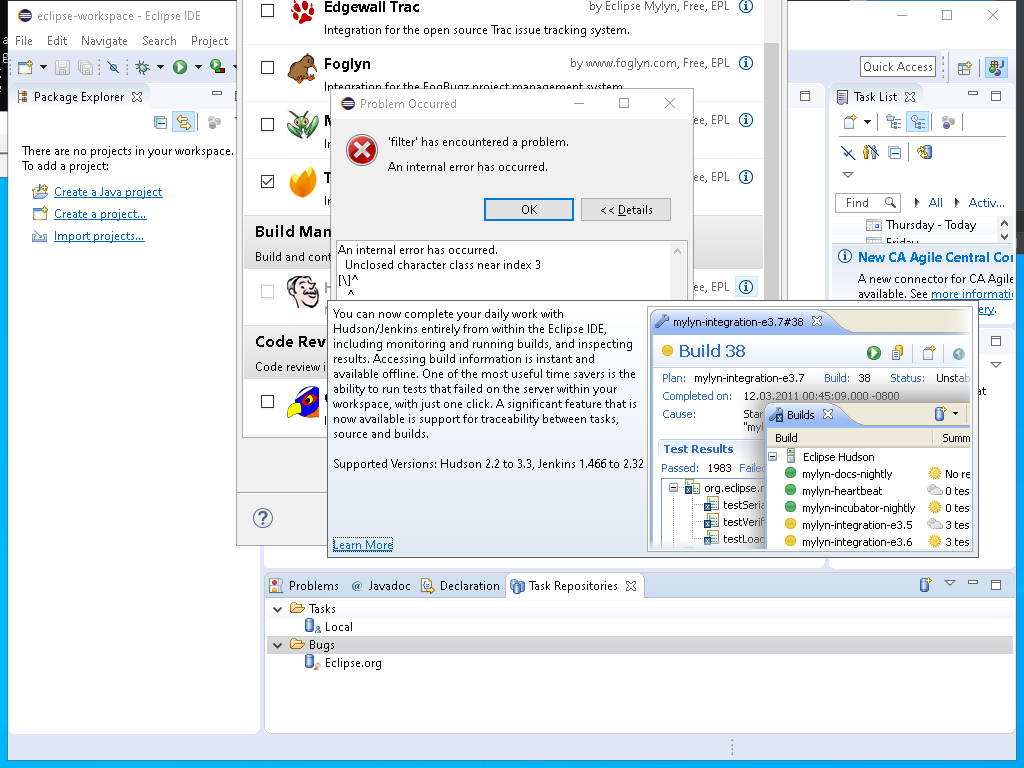 eclipse-workspace - Eclipse IDE
File Edit Navigate Search Project
Quick Access
Package Explorer
There are no projects in your workspace.
To add a project:
Create a Java project
Create a project...
Import projects...
Edgewall Trac
by Eclipse Mylyn, Free, EPL
Integration for the open source Trac issue tracking system.
Foglyn
by www.foglyn.com, Free, EPL
Integration for the FogBugz project management system.
M
ee, EPL
In
T
ee, EPL
In
Build Man
Build and cont
H
ee, EPL
Code Rev
Code review i
Problem Occurred
'filter' has encountered a problem.
An internal error has occurred.
OK
<< Details
An internal error has occurred.
Unclosed character class near index 3
[\]^
^
You can now complete your daily work with
Hudson/Jenkins entirely from within the Eclipse IDE,
including monitoring and running builds, and inspecting
results. Accessing build information is instant and
available offline. One of the most useful time savers is the
ability to run tests that failed on the server within your
workspace, with just one click. A significant feature that is
now available is support for traceability between tasks,
source and builds.
Supported Versions: Hudson 2.2 to 3.3, Jenkins 1.466 to 2.32
Learn More
mylyn-integration-e3.7#38
Build 38
Plan: mylyn-integration-e3.7 Build: 38 Status: Unstab
Completed on: 12.03.2011 00:45:09.000 -0800
Cause: Star
"myl
Test Results
Passed: 1983 Failed
org.eclipse.m
testSeria
testVerif
testLoad
Builds
Build Summ
Eclipse Hudson
mylyn-docs-nightly No re
mylyn-heartbeat 0 tes
mylyn-incubator-nightly 0 tes
mylyn-integration-e3.5 3 tes
mylyn-integration-e3.6 3 tes
Task List
Find All Activ...
Thursday - Today
Friday
New CA Agile Central Co
A new connector for CA Agile
available. See more informati
ery.
at
Problems Javadoc Declaration Task Repositories
Tasks
Local
Bugs
Eclipse.org